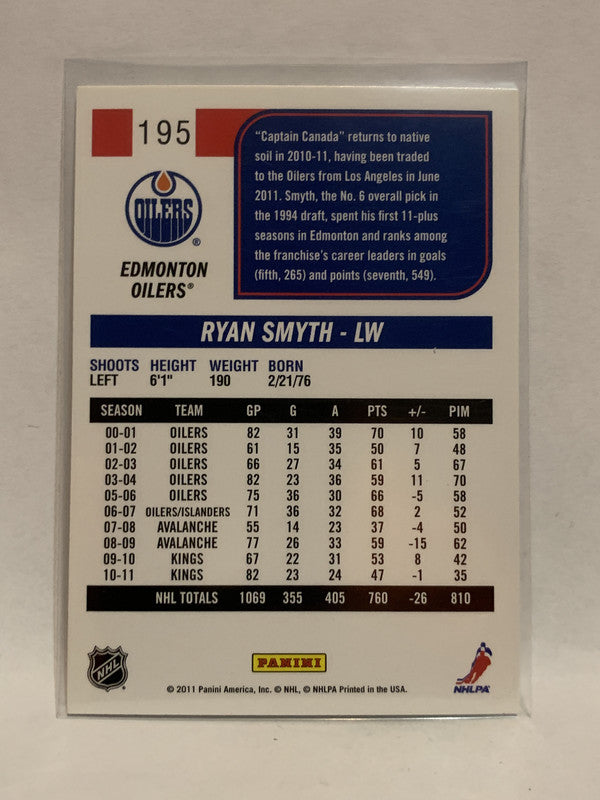 195
"Captain Canada" returns to native
soil in 2010-11, having been traded
to the Oilers from Los Angeles in June
2011. Smyth, the No. 6 overall pick in
the 1994 draft, spent his first 11-plus
seasons in Edmonton and ranks among
the franchise's career leaders in goals
(fifth, 265) and points (seventh, 549).
OILERS
®
EDMONTON
OILERS®
RYAN SMYTH - LW
SHOOTS HEIGHT WEIGHT BORN
LEFT 6'1" 190 2/21/76
SEASON TEAM GP G A PTS +/- PIM
00-01 OILERS 82 31 39 70 10 58
01-02 OILERS 61 15 35 50 7 48
02-03 OILERS 66 27 34 61 5 67
03-04 OILERS 82 23 36 59 11 70
05-06 OILERS 75 36 30 66 -5 58
06-07 OILERS/ISLANDERS 71 36 32 68 2 52
07-08 AVALANCHE 55 14 23 37 -4 50
08-09 AVALANCHE 77 26 33 59 -15 62
09-10 KINGS 67 22 31 53 8 42
10-11 KINGS 82 23 24 47 -1 35
NHL TOTALS 1069 355 405 760 -26 810
NHL
PANINI
NHLPA
© 2011 Panini America, Inc. © NHL, © NHLPA Printed in the USA.